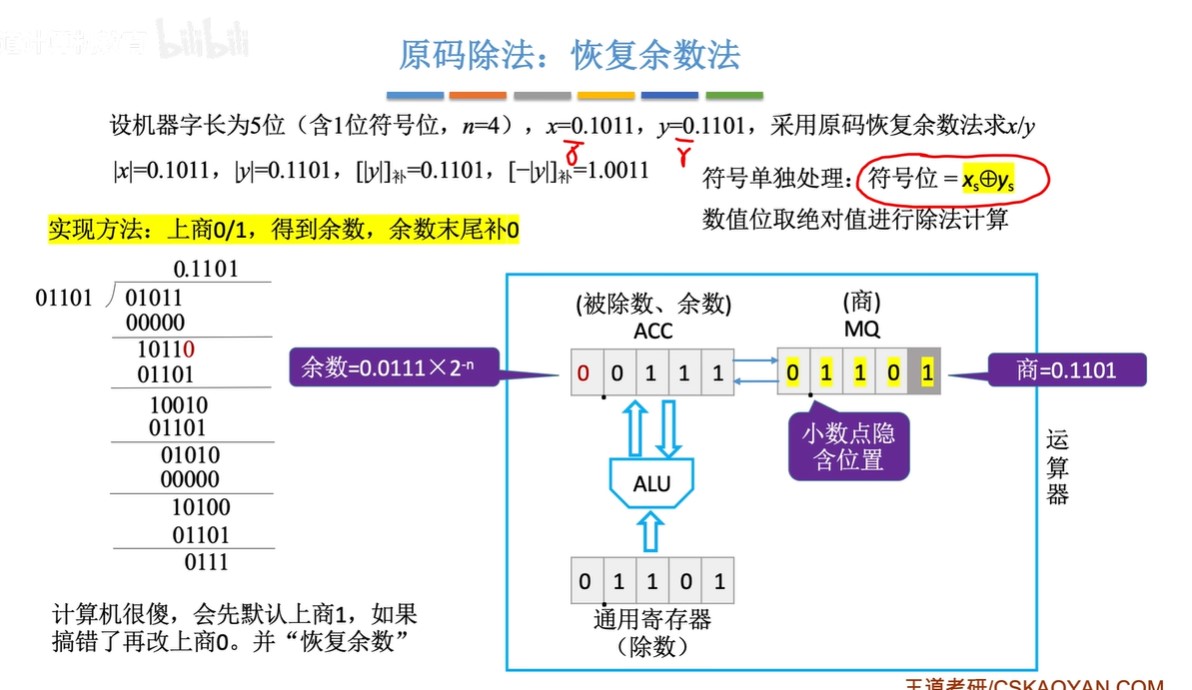 bilibili
原码除法：恢复余数法
设机器字长为5位（含1位符号位，n=4），x=0.1011，y=0.1101，采用原码恢复余数法求x/y
|x|=0.1011，|y|=0.1101，[|y|]补=0.1101，[−|y|]补=1.0011
符号单独处理：符号位 = xs⊕ys
数值位取绝对值进行除法计算
实现方法：上商0/1，得到余数，余数末尾补0
0.1101
01101 01011
00000
10110
01101
10010
01101
01010
00000
10100
01101
0111
计算机很傻，会先默认上商1，如果
搞错了再改上商0。并“恢复余数”
(被除数、余数)
ACC
(商)
MQ
余数=0.0111×2-n
0 0 1 1 1
0 1 1 0 1
商=0.1101
小数点隐
含位置
ALU
0 1 1 0 1
通用寄存器
（除数）
运
算
器
王道考研/CSKAOYAN.COM